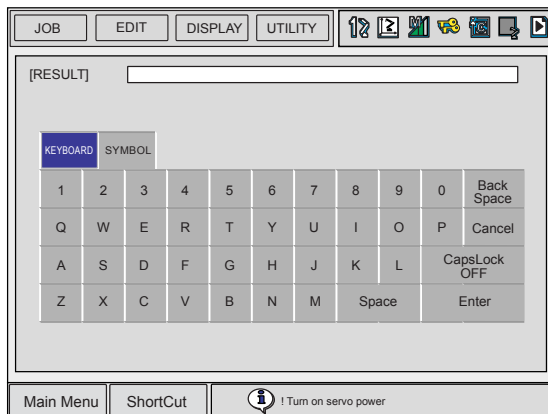 JOB EDIT DISPLAY UTILITY
[RESULT]
KEYBOARD SYMBOL
1 2 3 4 5 6 7 8 9 0 Back Space
Q W E R T Y U I O P Cancel
A S D F G H J K L CapsLock OFF
Z X C V B N M Space Enter
Main Menu ShortCut ! Turn on servo power